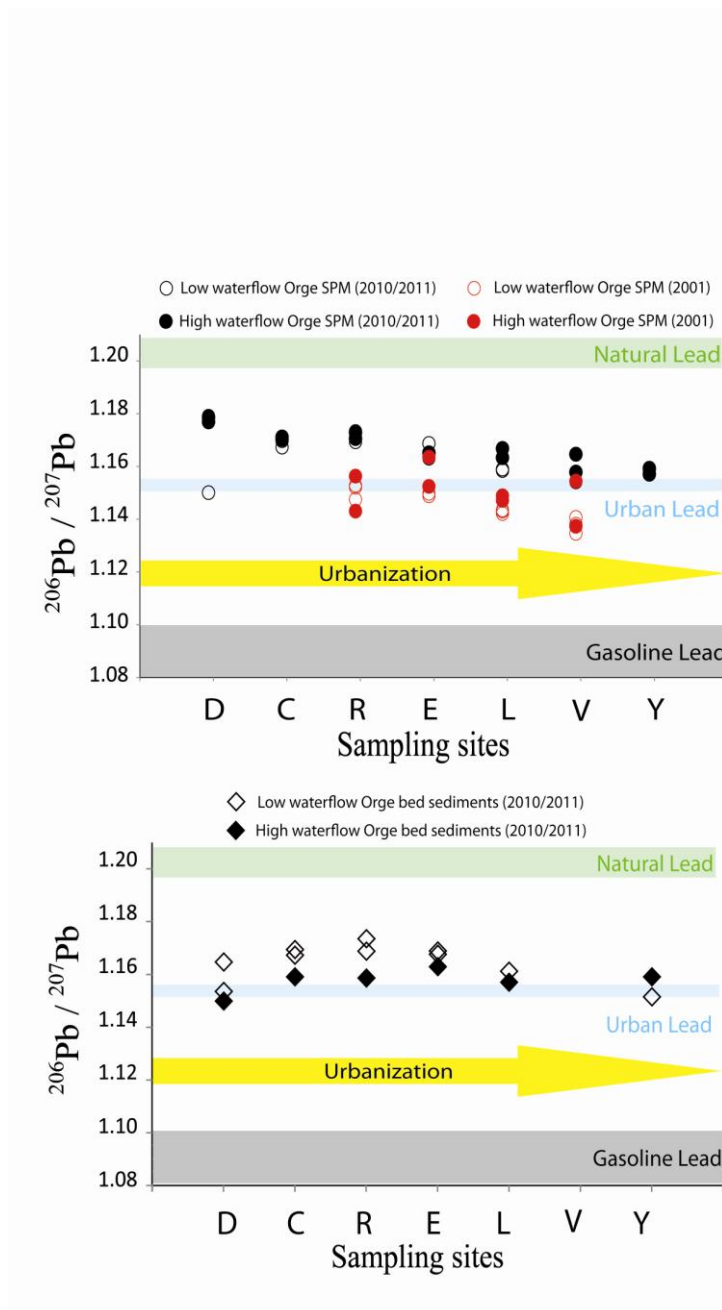 Low waterflow Orge SPM (2010/2011) Low waterflow Orge SPM (2001)
High waterflow Orge SPM (2010/2011) High waterflow Orge SPM (2001)
1.20
1.18
1.16
1.14
1.12
1.10
1.08
²⁰⁶Pb / ²⁰⁷Pb
Natural Lead
Urban Lead
Urbanization
Gasoline Lead
D C R E L V Y
Sampling sites
Low waterflow Orge bed sediments (2010/2011)
High waterflow Orge bed sediments (2010/2011)
1.20
1.18
1.16
1.14
1.12
1.10
1.08
²⁰⁶Pb / ²⁰⁷Pb
Natural Lead
Urban Lead
Urbanization
Gasoline Lead
D C R E L V Y
Sampling sites